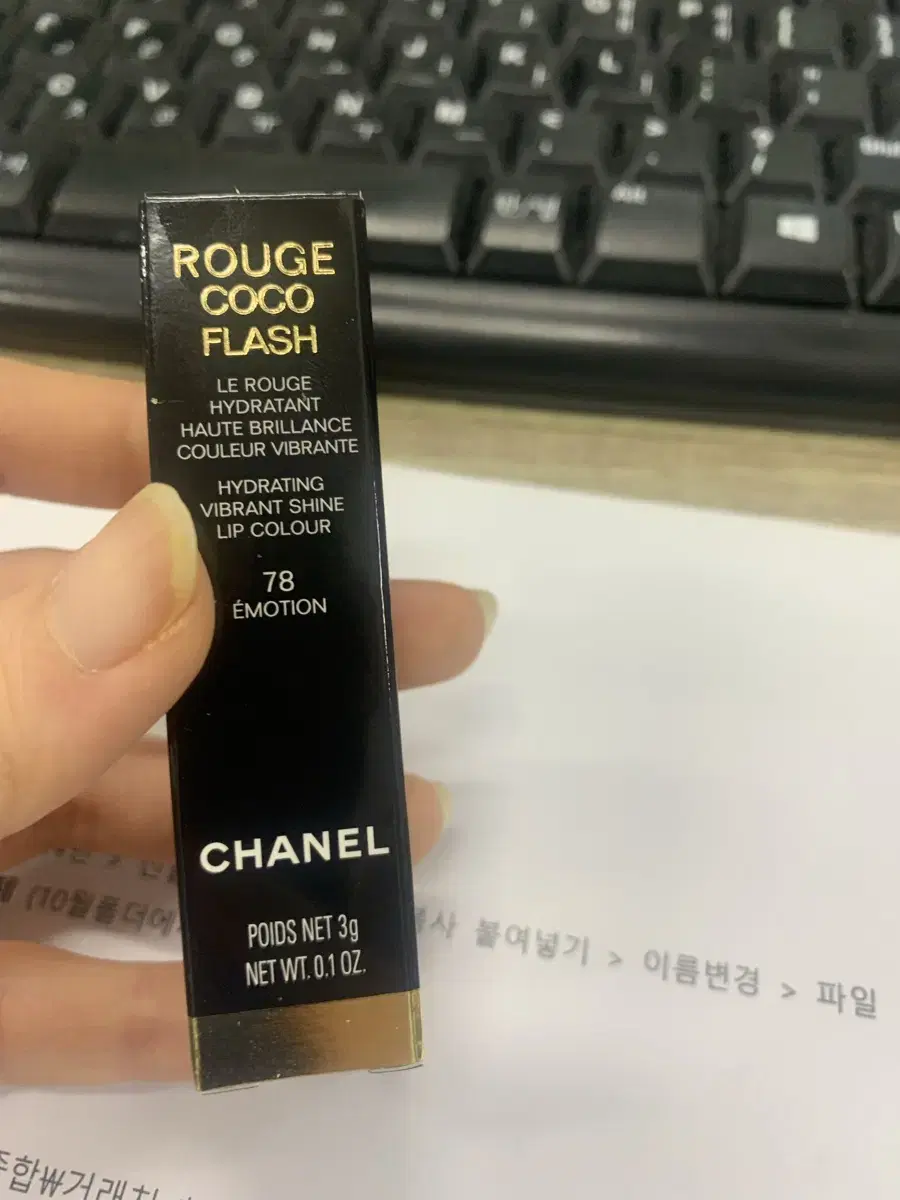 ROUGE
COCO
FLASH
LE ROUGE
HYDRATANT
HAUTE BRILLANCE
COULEUR VIBRANTE
HYDRATING
VIBRANT SHINE
LIP COLOUR
78
ÉMOTION
CHANEL
POIDS NET 3g
NET WT. 0.1 OZ.
붙여넣기 > 이름변경 > 파일